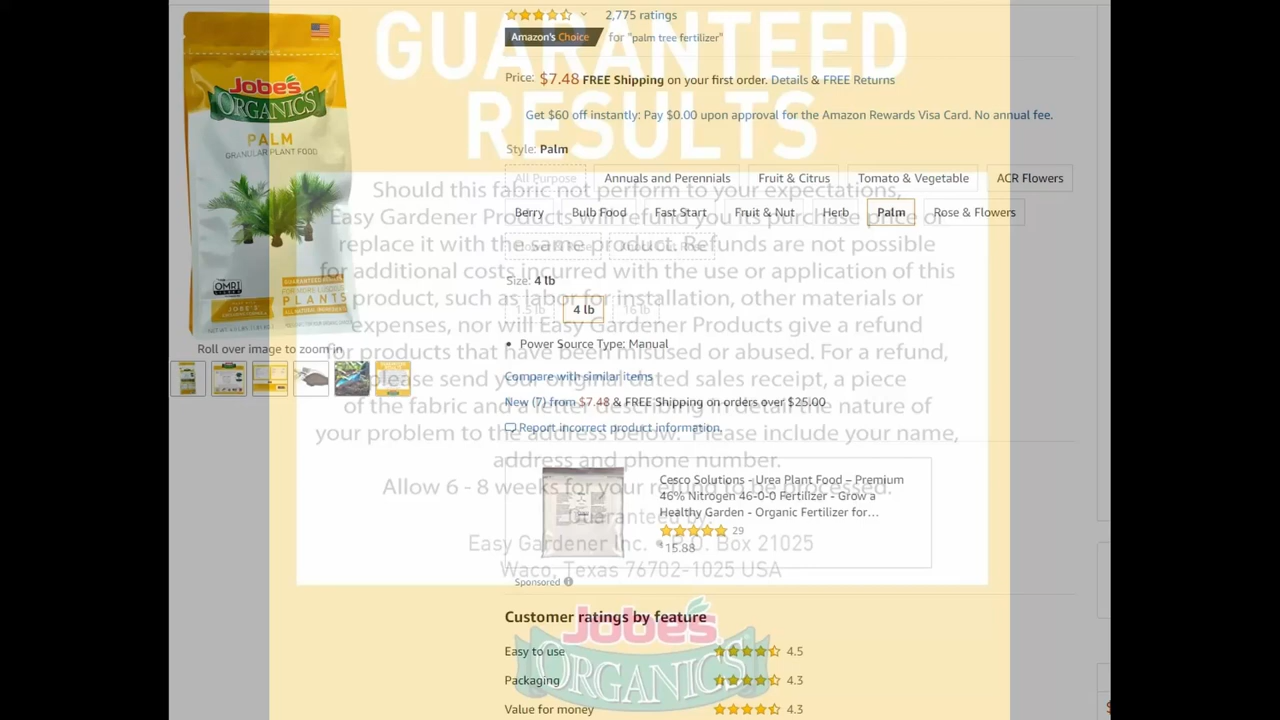 GUARANTEED
RESULTS
Should this fabric not perform to your expectations,
Easy Gardener Products will refund you its purchase price or
replace it with the same product. Refunds are not possible
for additional costs incurred with the use or application of this
product, such as labor for installation, other materials or
expenses, nor will Easy Gardener Products give a refund
for products that have been misused or abused. For a refund,
please send your original dated sales receipt, a piece
of the fabric and a letter describing in detail the nature of
your problem to the address below. Please include your name,
address and phone number.
Allow 6 - 8 weeks for your refund to be processed.
Guaranteed by:
Easy Gardener Inc. • P.O. Box 21025
Waco, Texas 76702-1025 USA
Jobe's
ORGANICS
Jobe's
ORGANICS
PALM
GRANULAR PLANT FOOD
OMRI
PLANTS
Roll over image to zoom in
2,775 ratings
Amazon's Choice for "palm tree fertilizer"
Price: $7.48 FREE Shipping on your first order. Details & FREE Returns
Get $60 off instantly: Pay $0.00 upon approval for the Amazon Rewards Visa Card. No annual fee.
Style: Palm
All Purpose Annuals and Perennials Fruit & Citrus Tomato & Vegetable ACR Flowers
Berry Bulb Food Fast Start Fruit & Nut Herb Palm Rose & Flowers
Size: 4 lb
1.5 lb 4 lb 16 lb
• Power Source Type: Manual
Compare with similar items
New (7) from $7.48 & FREE Shipping on orders over $25.00
Report incorrect product information.
Cesco Solutions - Urea Plant Food – Premium
46% Nitrogen 46-0-0 Fertilizer - Grow a
Healthy Garden - Organic Fertilizer for…
29
$15.88
Sponsored
Customer ratings by feature
Easy to use 4.5
Packaging 4.3
Value for money 4.3